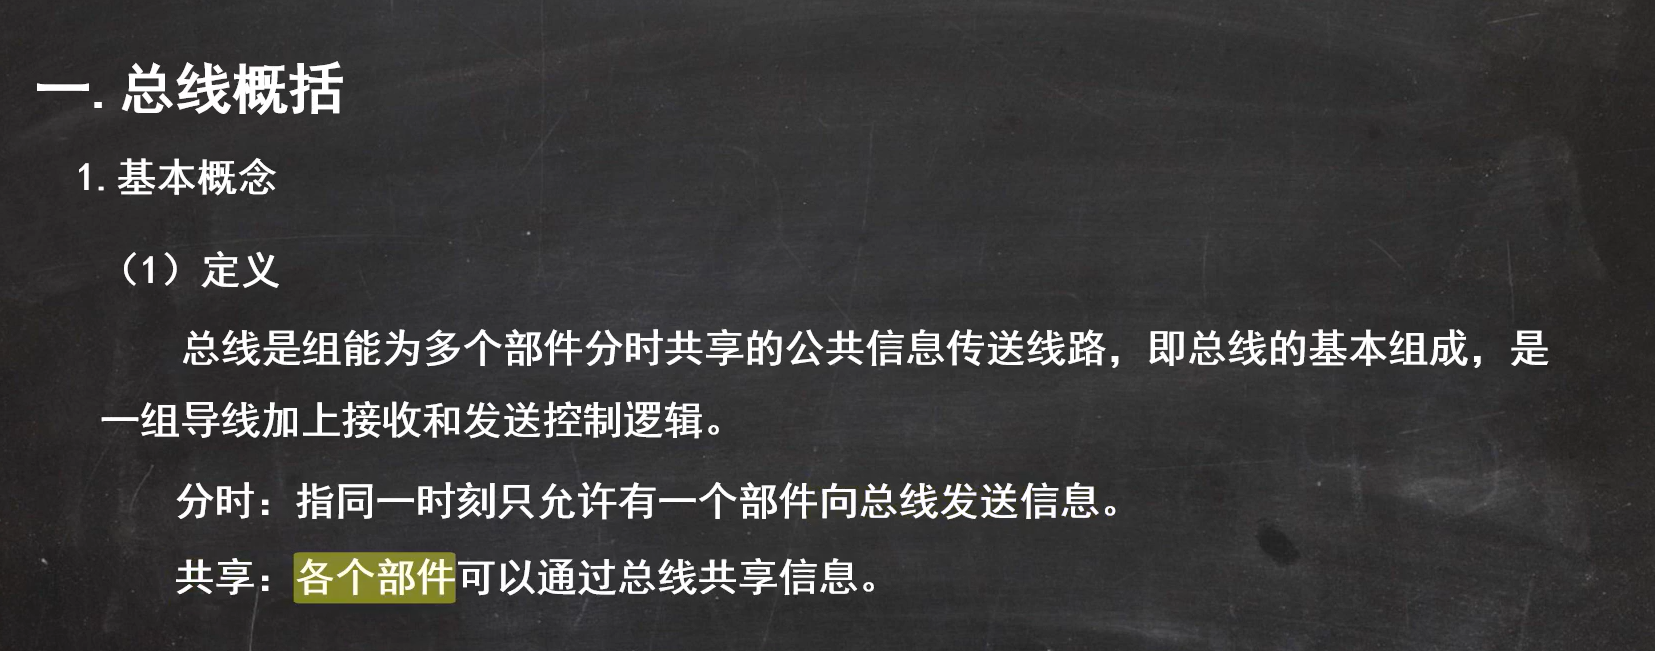 一. 总线概括
1. 基本概念
（1）定义
总线是组能为多个部件分时共享的公共信息传送线路，即总线的基本组成，是
一组导线加上接收和发送控制逻辑。
分时：指同一时刻只允许有一个部件向总线发送信息。
共享：各个部件可以通过总线共享信息。